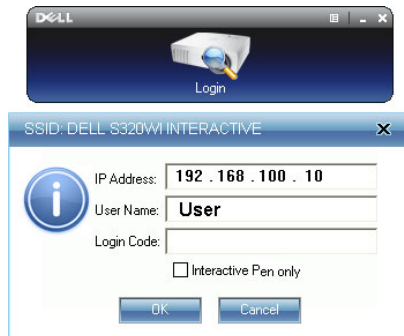 DELL
Login
SSID: DELL S320WI INTERACTIVE
IP Address: 192 . 168 . 100 . 10
User Name: User
Login Code:
Interactive Pen only
OK Cancel